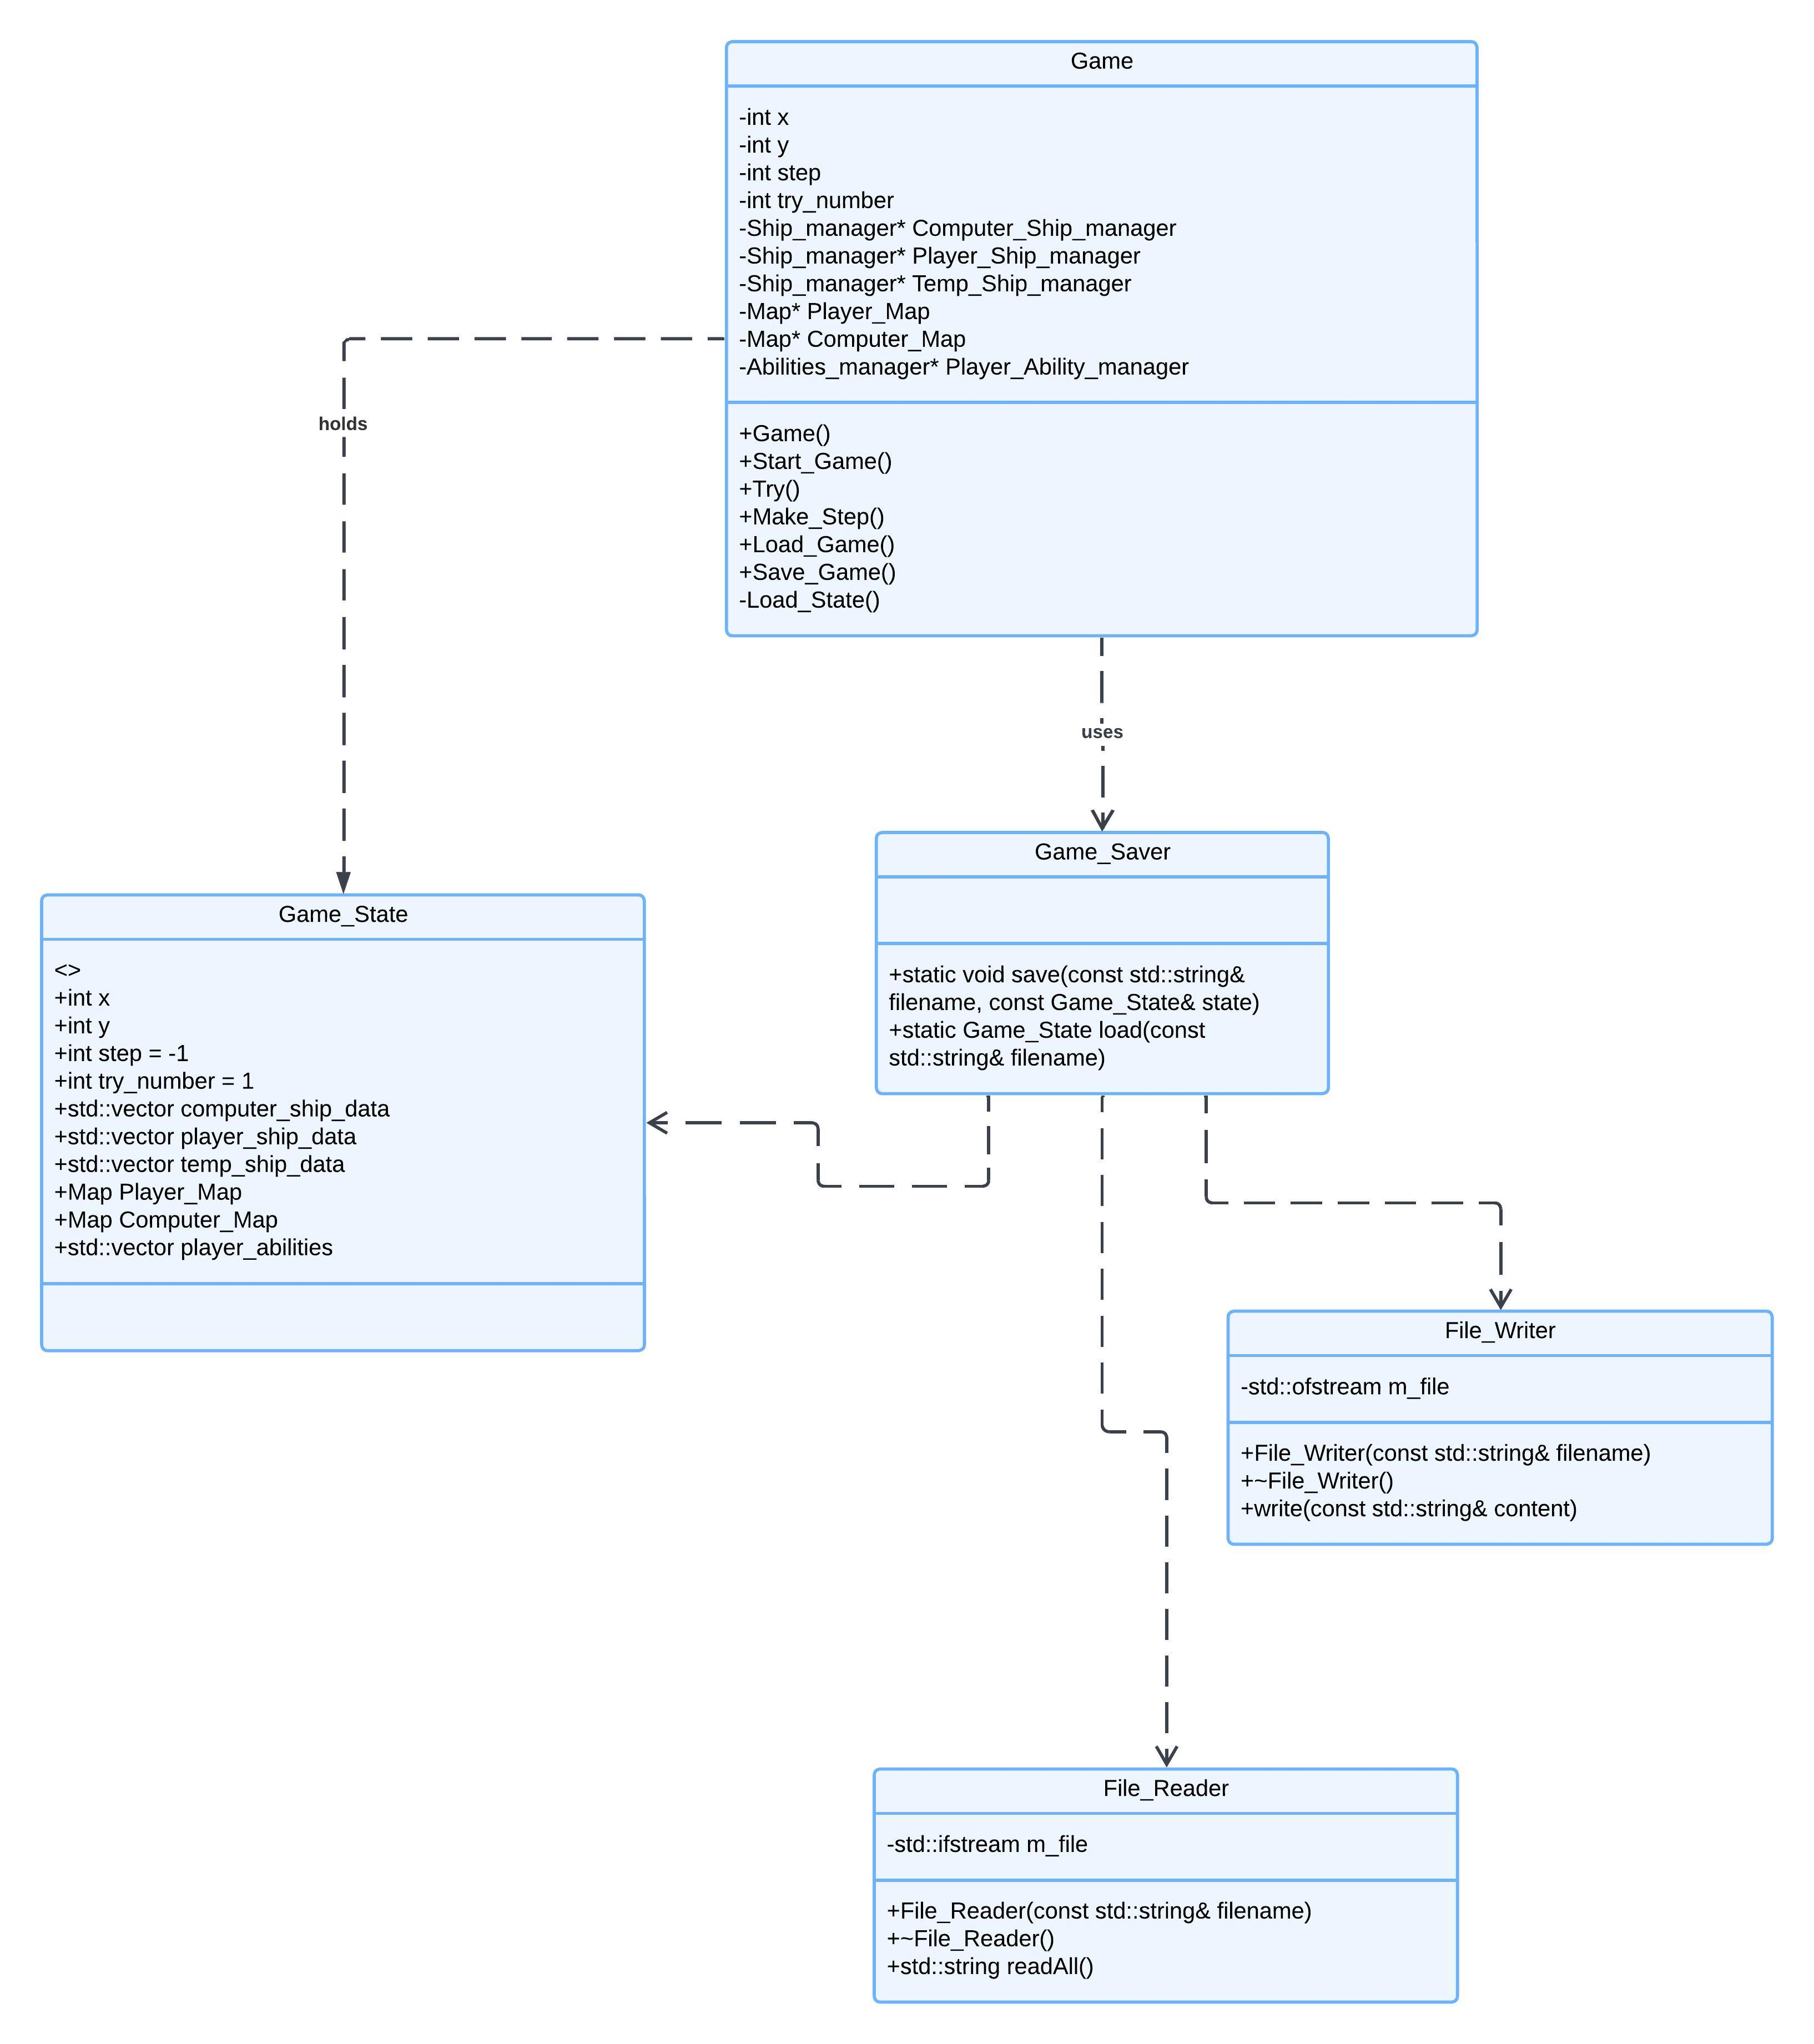 Game
-int x
-int y
-int step
-int try_number
-Ship_manager* Computer_Ship_manager
-Ship_manager* Player_Ship_manager
-Ship_manager* Temp_Ship_manager
-Map* Player_Map
-Map* Computer_Map
-Abilities_manager* Player_Ability_manager
+Game()
+Start_Game()
+Try()
+Make_Step()
+Load_Game()
+Save_Game()
-Load_State()
holds
uses
Game_State
<>
+int x
+int y
+int step = -1
+int try_number = 1
+std::vector computer_ship_data
+std::vector player_ship_data
+std::vector temp_ship_data
+Map Player_Map
+Map Computer_Map
+std::vector player_abilities
Game_Saver
+static void save(const std::string&
filename, const Game_State& state)
+static Game_State load(const
std::string& filename)
File_Writer
-std::ofstream m_file
+File_Writer(const std::string& filename)
+~File_Writer()
+write(const std::string& content)
File_Reader
-std::ifstream m_file
+File_Reader(const std::string& filename)
+~File_Reader()
+std::string readAll()